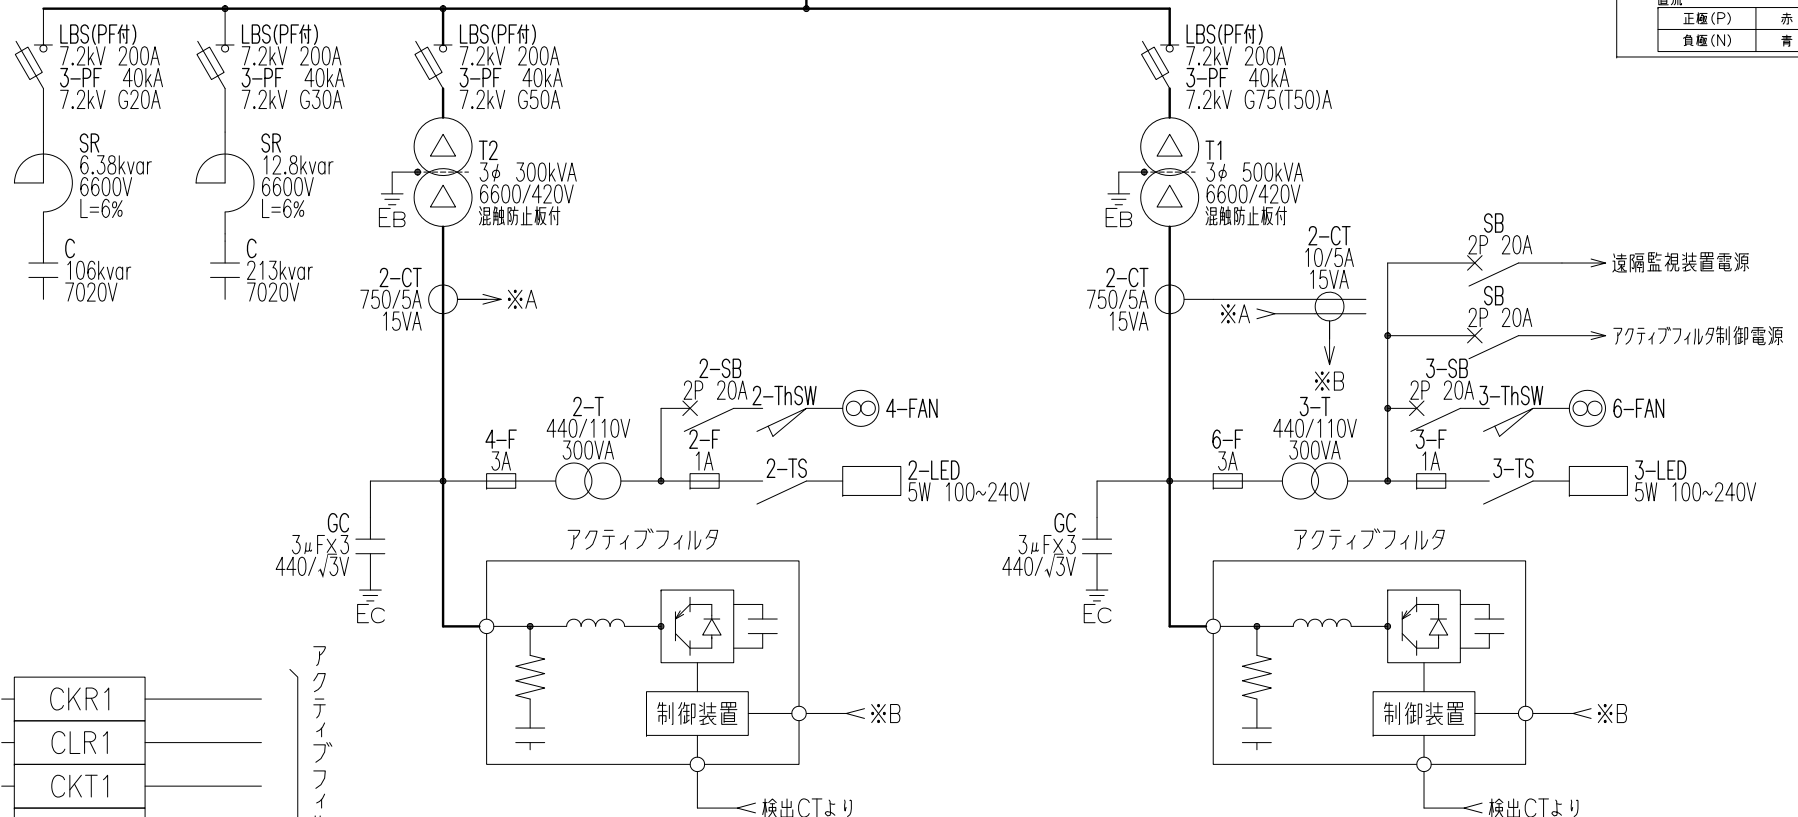 正極(P) 赤
負極(N) 青
LBS(PF付)
7.2kV 200A
3-PF 40kA
7.2kV G20A
LBS(PF付)
7.2kV 200A
3-PF 40kA
7.2kV G30A
LBS(PF付)
7.2kV 200A
3-PF 40kA
7.2kV G50A
LBS(PF付)
7.2kV 200A
3-PF 40kA
7.2kV G75(T50)A
SR
6.38kvar
6600V
L=6%
SR
12.8kvar
6600V
L=6%
T2
3φ 300kVA
6600/420V
混触防止板付
EB
T1
3φ 500kVA
6600/420V
混触防止板付
EB
C
106kvar
7020V
C
213kvar
7020V
2-CT
750/5A
15VA
※A
2-CT
750/5A
15VA
※A
2-CT
10/5A
15VA
※B
SB
2P 20A
遠隔監視装置電源
SB
2P 20A
アクティブフィルタ制御電源
2-SB
2P 20A
2-ThSW
4-FAN
3-SB
2P 20A
3-ThSW
6-FAN
4-F
3A
2-T
440/110V
300VA
2-F
1A
2-TS
2-LED
5W 100~240V
6-F
3A
3-T
440/110V
300VA
3-F
1A
3-TS
3-LED
5W 100~240V
GC
3μF×3
440/√3V
EC
アクティブフィルタ
GC
3μF×3
440/√3V
EC
アクティブフィルタ
制御装置
※B
検出CTより
制御装置
※B
検出CTより
CKR1
CLR1
CKT1
アクティブフィ